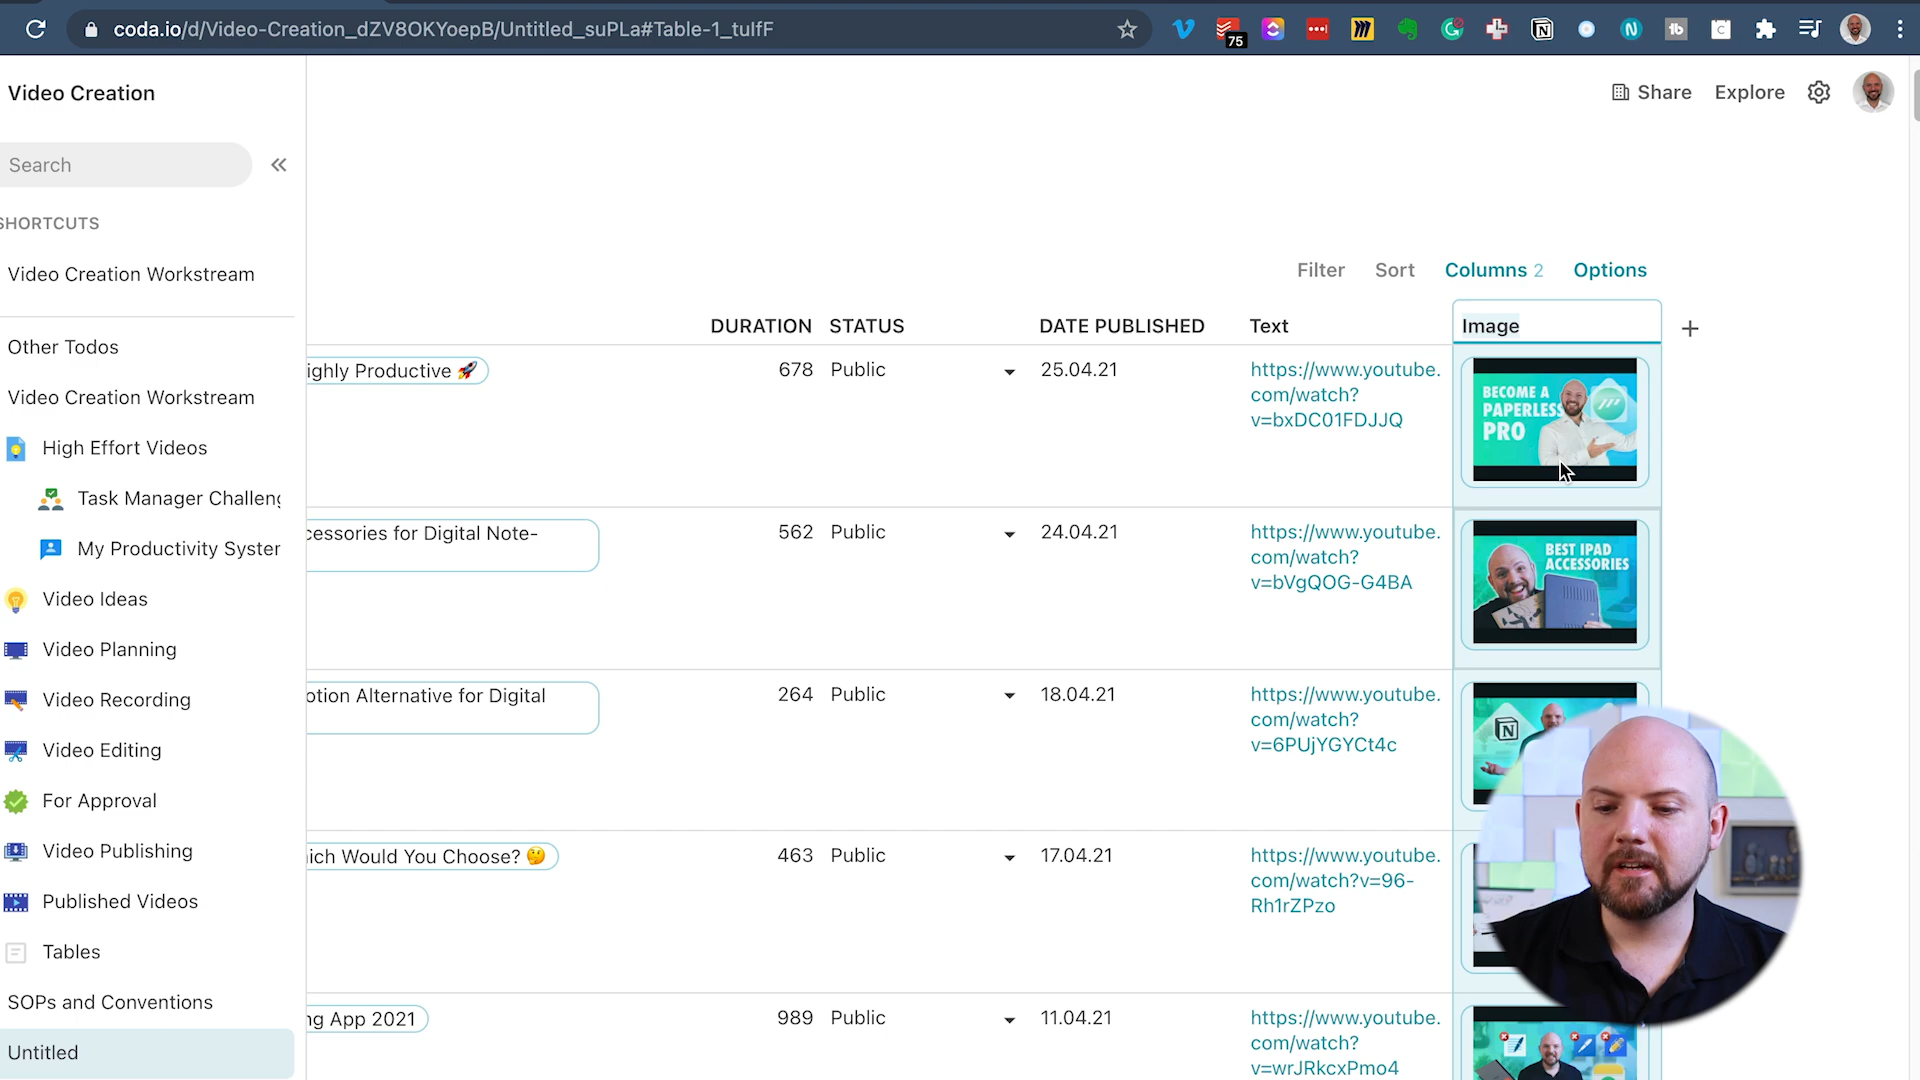 coda.io/d/Video-Creation_dZV8OKYoepB/Untitled_suPLa#Table-1_tulfF
75
Video Creation
Share
Explore
Search
SHORTCUTS
Video Creation Workstream
Other Todos
Video Creation Workstream
High Effort Videos
Task Manager Challeng
My Productivity Syster
Video Ideas
Video Planning
Video Recording
Video Editing
For Approval
Video Publishing
Published Videos
Tables
SOPs and Conventions
Untitled
Filter
Sort
Columns 2
Options
DURATION
STATUS
DATE PUBLISHED
Text
Image
ighly Productive 🚀
678
Public
25.04.21
https://www.youtube.
com/watch?
v=bxDC01FDJJQ
BECOME A
PAPERLESS
PRO
cessories for Digital Note-
562
Public
24.04.21
https://www.youtube.
com/watch?
v=bVgQOG-G4BA
BEST IPAD
ACCESSORIES
otion Alternative for Digital
264
Public
18.04.21
https://www.youtube.
com/watch?
v=6PUjYGYCt4c
hich Would You Choose? 🤔
463
Public
17.04.21
https://www.youtube.
com/watch?v=96-
Rh1rZPzo
ng App 2021
989
Public
11.04.21
https://www.youtube.
com/watch?
v=wrJRkcxPmo4